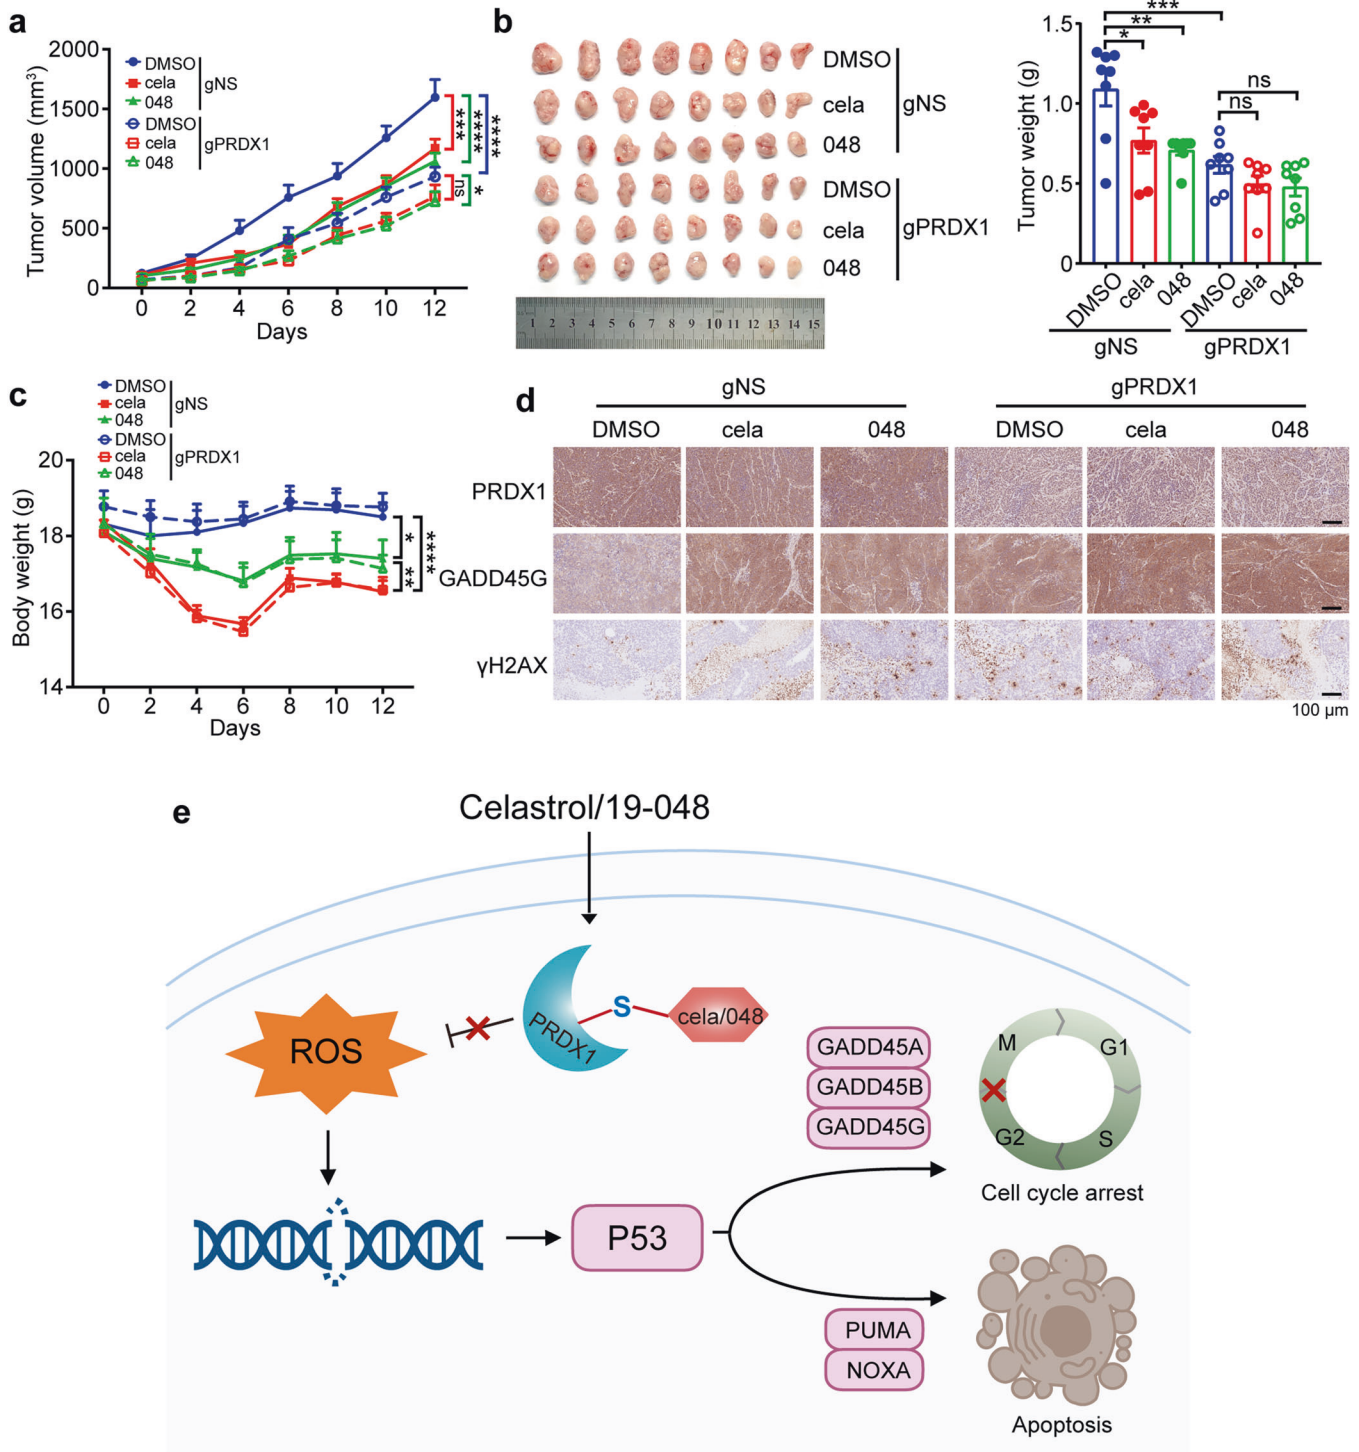 a
2000
1500
1000
500
0
Tumor volume (mm³)
DMSO
cela
048
gNS
DMSO
cela
048
gPRDX1
***
****
****
ns
*
0 2 4 6 8 10 12
Days
b
DMSO
cela
048
gNS
DMSO
cela
048
gPRDX1
1 2 3 4 5 6 7 8 9 10 11 12 13 14 15
1.5
1.0
0.5
0
Tumor weight (g)
***
**
*
ns
ns
DMSO cela 048 DMSO cela 048
gNS gPRDX1
c
DMSO
cela
048
gNS
DMSO
cela
048
gPRDX1
20
18
16
14
Body weight (g)
*
**
****
0 2 4 6 8 10 12
Days
d
gNS gPRDX1
DMSO cela 048 DMSO cela 048
PRDX1
GADD45G
γH2AX
100 µm
e
Celastrol/19-048
PRDX1
S
cela/048
ROS
GADD45A
GADD45B
GADD45G
M
G1
G2
S
Cell cycle arrest
P53
PUMA
NOXA
Apoptosis